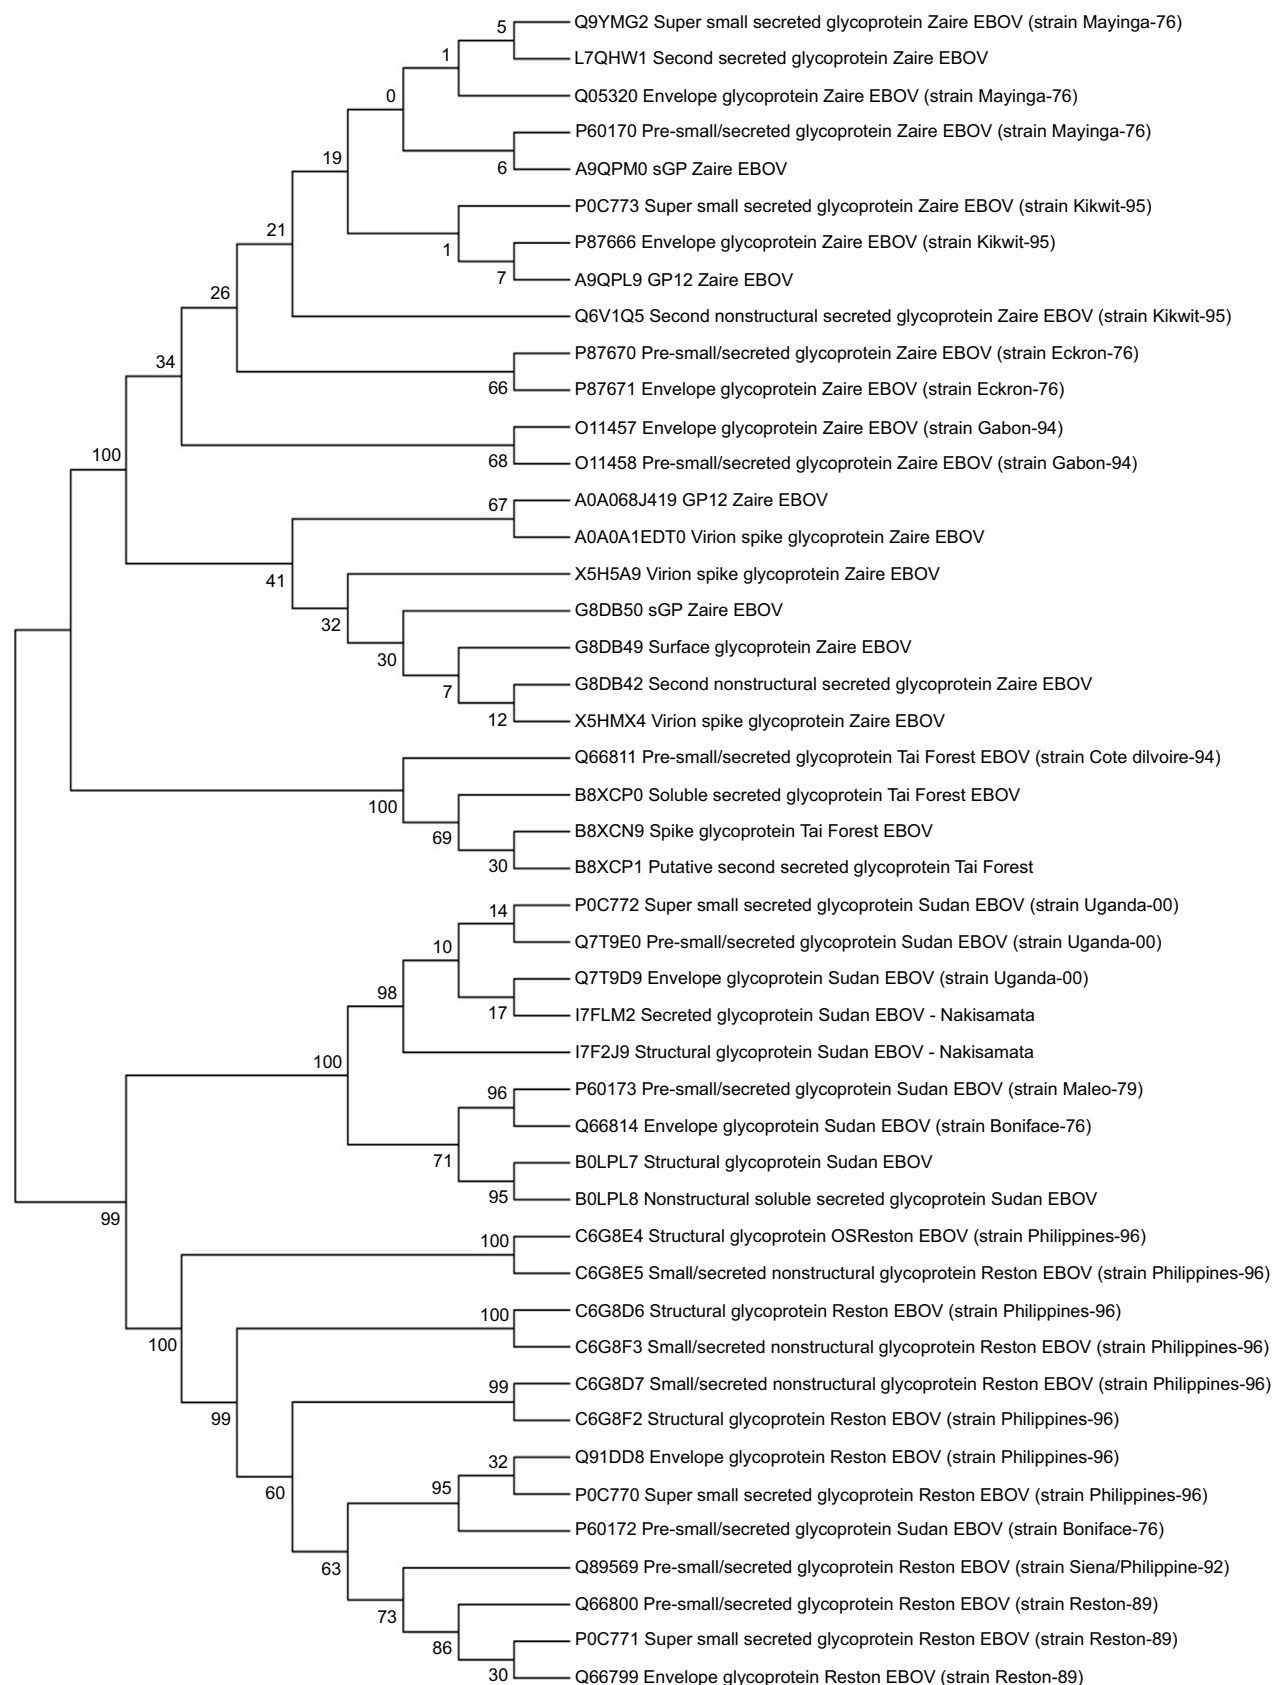 5
Q9YMG2 Super small secreted glycoprotein Zaire EBOV (strain Mayinga-76)
1
L7QHW1 Second secreted glycoprotein Zaire EBOV
0
Q05320 Envelope glycoprotein Zaire EBOV (strain Mayinga-76)
P60170 Pre-small/secreted glycoprotein Zaire EBOV (strain Mayinga-76)
19
6
A9QPM0 sGP Zaire EBOV
P0C773 Super small secreted glycoprotein Zaire EBOV (strain Kikwit-95)
21
1
P87666 Envelope glycoprotein Zaire EBOV (strain Kikwit-95)
7
A9QPL9 GP12 Zaire EBOV
26
Q6V1Q5 Second nonstructural secreted glycoprotein Zaire EBOV (strain Kikwit-95)
34
P87670 Pre-small/secreted glycoprotein Zaire EBOV (strain Eckron-76)
66
P87671 Envelope glycoprotein Zaire EBOV (strain Eckron-76)
O11457 Envelope glycoprotein Zaire EBOV (strain Gabon-94)
100
68
O11458 Pre-small/secreted glycoprotein Zaire EBOV (strain Gabon-94)
67
A0A068J419 GP12 Zaire EBOV
A0A0A1EDT0 Virion spike glycoprotein Zaire EBOV
41
X5H5A9 Virion spike glycoprotein Zaire EBOV
32
G8DB50 sGP Zaire EBOV
30
G8DB49 Surface glycoprotein Zaire EBOV
7
G8DB42 Second nonstructural secreted glycoprotein Zaire EBOV
12
X5HMX4 Virion spike glycoprotein Zaire EBOV
Q66811 Pre-small/secreted glycoprotein Tai Forest EBOV (strain Cote dilvoire-94)
100
B8XCP0 Soluble secreted glycoprotein Tai Forest EBOV
69
B8XCN9 Spike glycoprotein Tai Forest EBOV
30
B8XCP1 Putative second secreted glycoprotein Tai Forest
14
P0C772 Super small secreted glycoprotein Sudan EBOV (strain Uganda-00)
10
Q7T9E0 Pre-small/secreted glycoprotein Sudan EBOV (strain Uganda-00)
98
Q7T9D9 Envelope glycoprotein Sudan EBOV (strain Uganda-00)
17
I7FLM2 Secreted glycoprotein Sudan EBOV - Nakisamata
100
I7F2J9 Structural glycoprotein Sudan EBOV - Nakisamata
96
P60173 Pre-small/secreted glycoprotein Sudan EBOV (strain Maleo-79)
Q66814 Envelope glycoprotein Sudan EBOV (strain Boniface-76)
71
B0LPL7 Structural glycoprotein Sudan EBOV
95
B0LPL8 Nonstructural soluble secreted glycoprotein Sudan EBOV
99
100
C6G8E4 Structural glycoprotein OSReston EBOV (strain Philippines-96)
C6G8E5 Small/secreted nonstructural glycoprotein Reston EBOV (strain Philippines-96)
100
C6G8D6 Structural glycoprotein Reston EBOV (strain Philippines-96)
100
C6G8F3 Small/secreted nonstructural glycoprotein Reston EBOV (strain Philippines-96)
99
C6G8D7 Small/secreted nonstructural glycoprotein Reston EBOV (strain Philippines-96)
99
C6G8F2 Structural glycoprotein Reston EBOV (strain Philippines-96)
32
Q91DD8 Envelope glycoprotein Reston EBOV (strain Philippines-96)
60
95
P0C770 Super small secreted glycoprotein Reston EBOV (strain Philippines-96)
P60172 Pre-small/secreted glycoprotein Sudan EBOV (strain Boniface-76)
63
Q89569 Pre-small/secreted glycoprotein Reston EBOV (strain Siena/Philippine-92)
73
Q66800 Pre-small/secreted glycoprotein Reston EBOV (strain Reston-89)
86
P0C771 Super small secreted glycoprotein Reston EBOV (strain Reston-89)
30
Q66799 Envelope glycoprotein Reston EBOV (strain Reston-89)